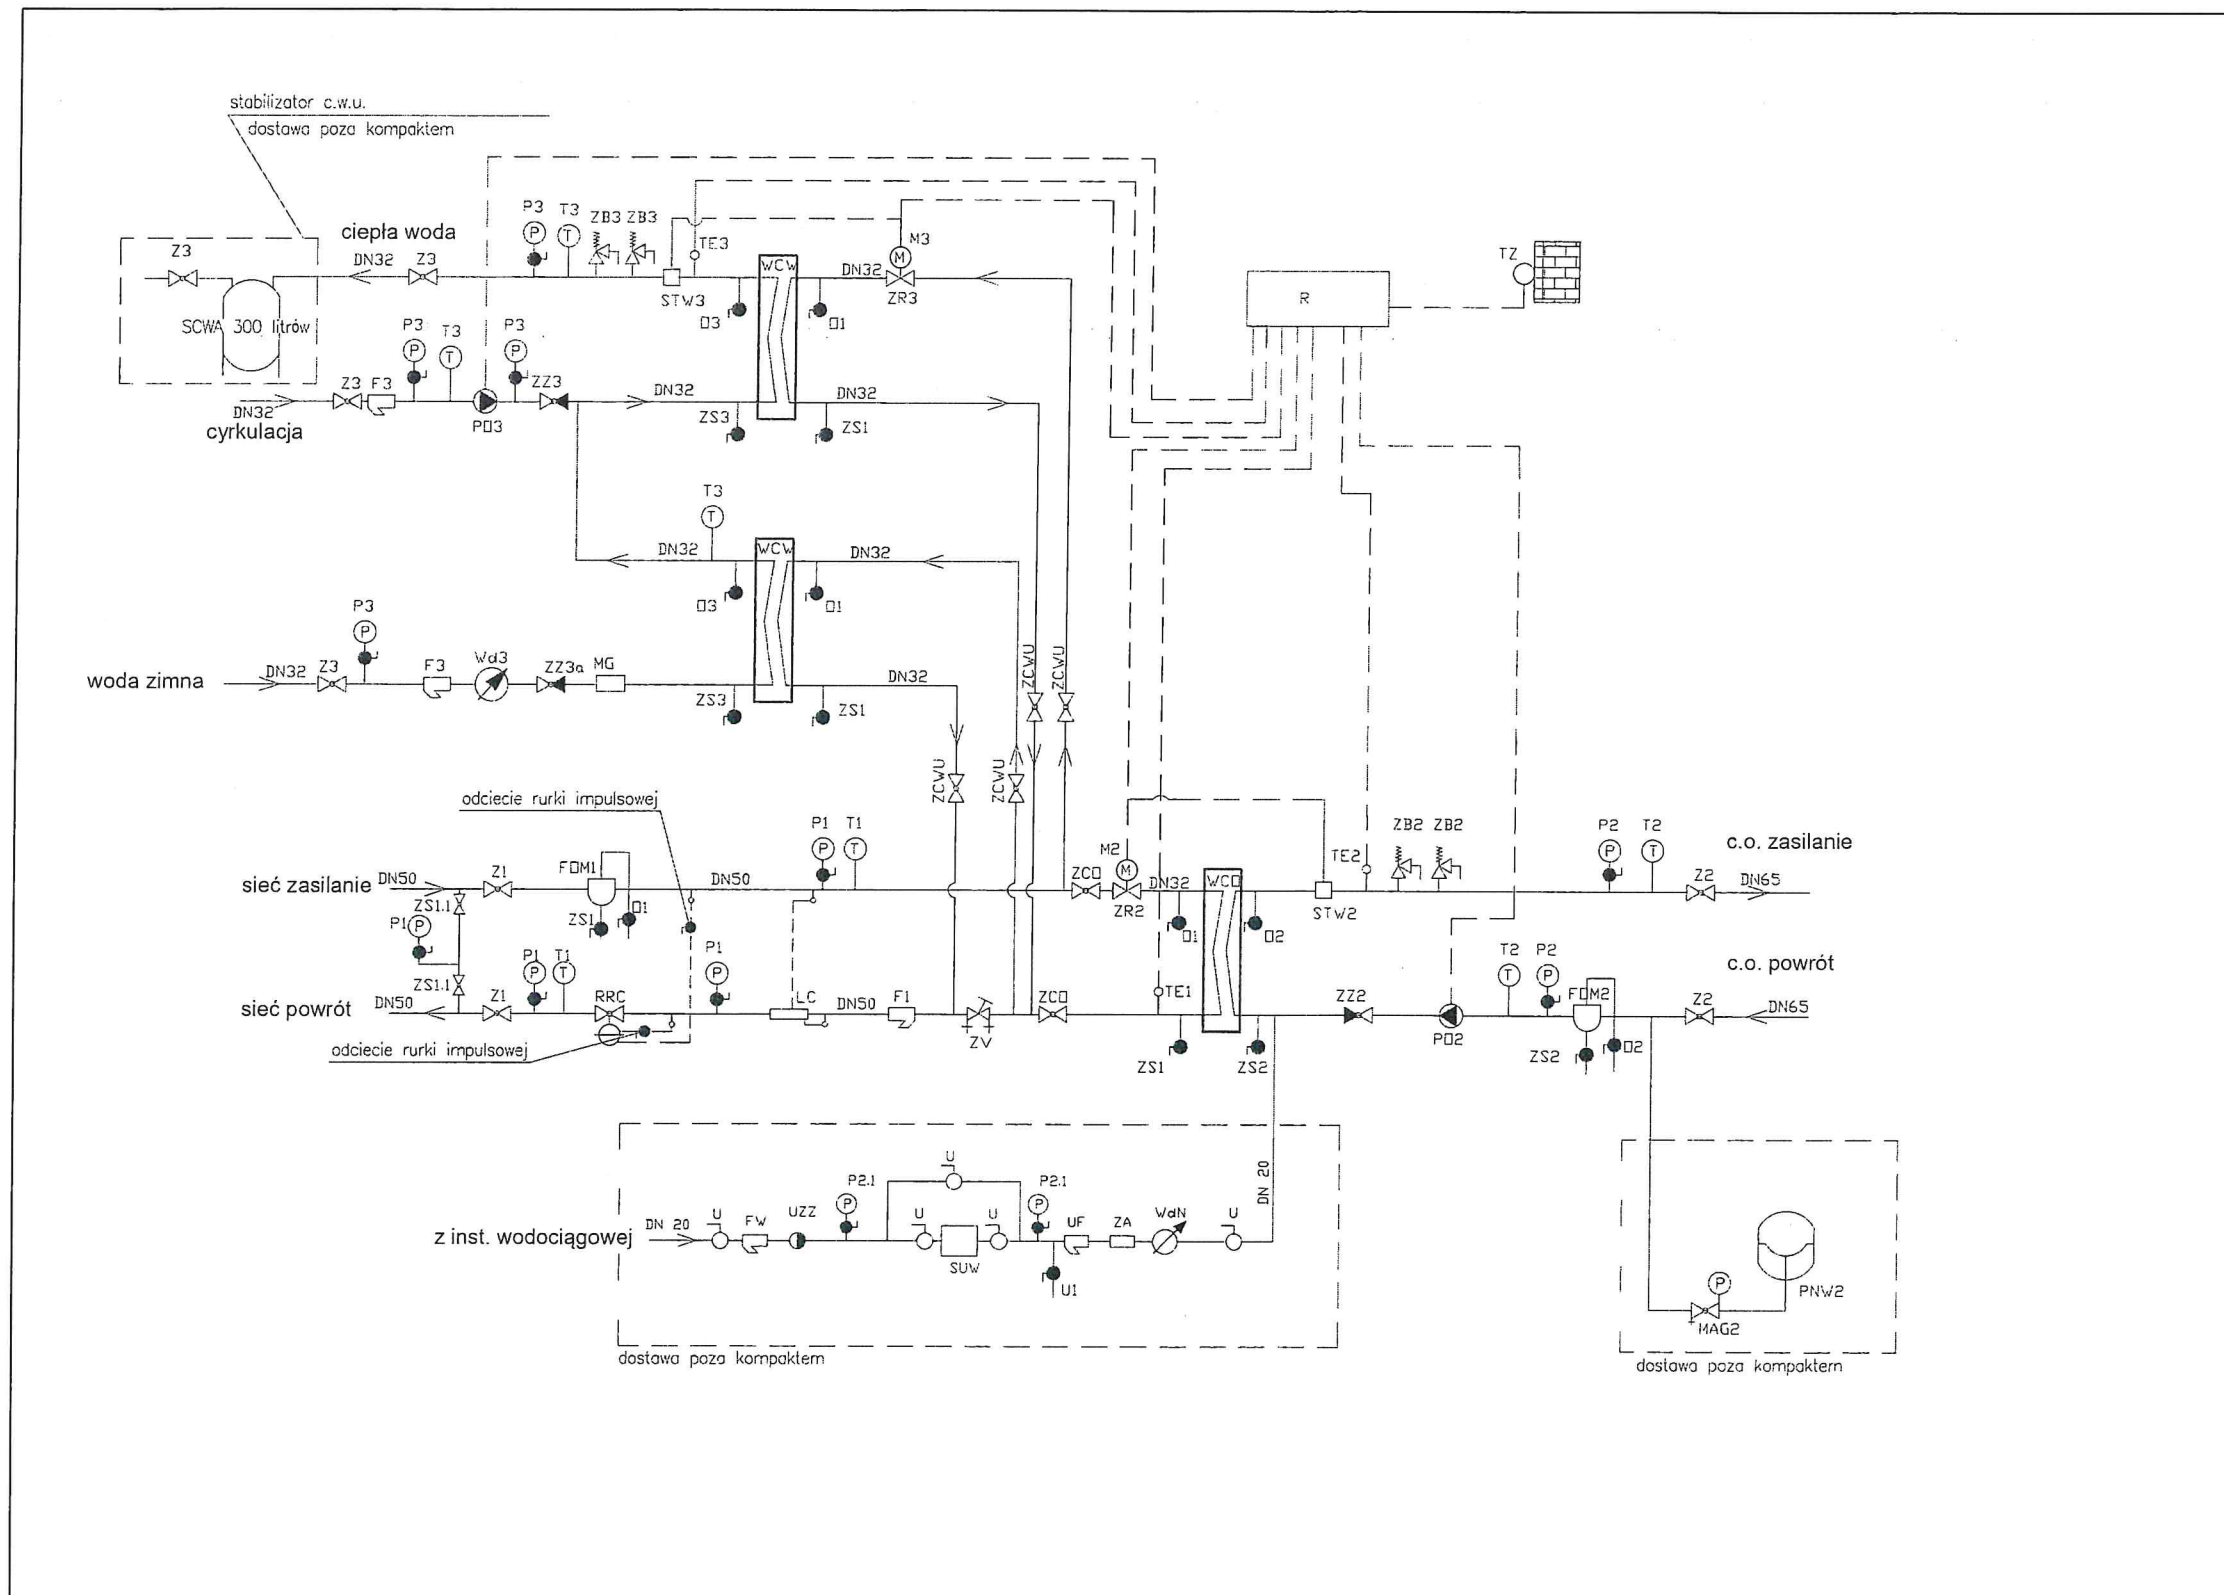 stabilizator c.w.u.
dostawa poza kompaktem
P3
T3
ZB3
ZB3
TE3
M3
M
P
T
Z3
ciepła woda
DN32
Z3
STW3
O3
WCW
O1
DN32
ZR3
R
TZ
SCWA 300 litrów
P3
T3
P3
P
T
P
Z3
F3
ZZ3
DN32
PO3
DN32
ZS3
DN32
ZS1
cyrkulacja
T3
T
DN32
WCW
DN32
O3
O1
P3
P
woda zimna
DN32
Z3
F3
Wd3
ZZ3a
MG
ZS3
ZS1
DN32
ZCWU
ZCWU
ZCWU
ZCWU
odciecie rurki impulsowej
P1
T1
P
T
M2
M
TE2
ZB2
ZB2
P2
T2
P
T
c.o. zasilanie
sieć zasilanie
DN50
Z1
FOM1
DN50
ZCO
ZR2
DN32
WCO
STW2
Z2
DN65
ZS1.1
ZS1
O1
O1
O2
P1
P
P1
T1
P
T
P1
P
T2
P2
T
P
c.o. powrót
ZS1.1
sieć powrót
DN50
Z1
RRC
LC
DN50
F1
ZV
ZCO
TE1
ZZ2
PO2
FOM2
Z2
DN65
odciecie rurki impulsowej
ZS1
ZS2
ZS2
O2
DN 20
z inst. wodociągowej
DN 20
U
FW
UZZ
P2.1
P
U
U
U
SUW
P2.1
P
U1
UF
ZA
WdN
U
dostawa poza kompaktem
P
MAG2
PNW2
dostawa poza kompaktem